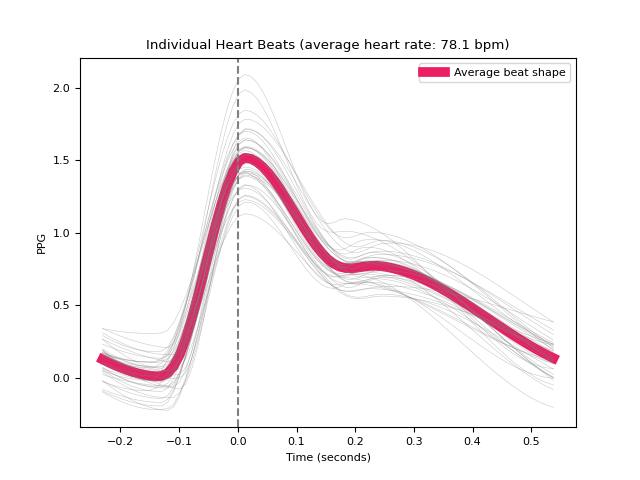 Individual Heart Beats (average heart rate: 78.1 bpm)
Average beat shape
PPG
2.0
1.5
1.0
0.5
0.0
−0.2 −0.1 0.0 0.1 0.2 0.3 0.4 0.5
Time (seconds)